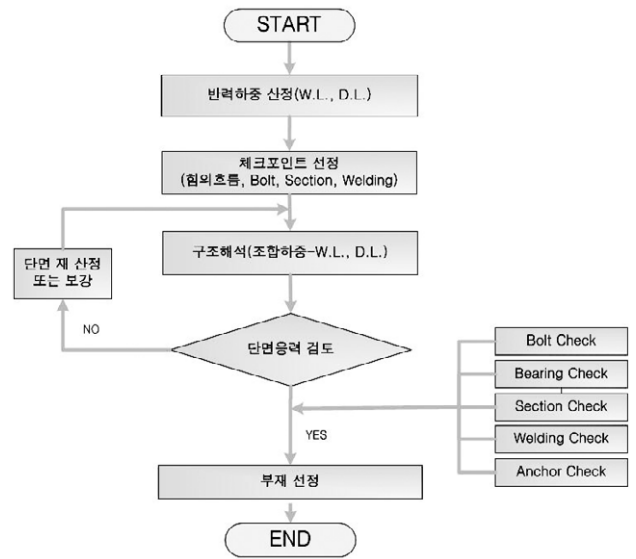 START
반력하중 산정(W.L., D.L.)
체크포인트 선정
(힘의흐름, Bolt, Section, Welding)
구조해석(조합하중-W.L., D.L.)
단면 재 산정
또는 보강
NO
단면응력 검토
YES
Bolt Check
Bearing Check
Section Check
Welding Check
Anchor Check
부재 선정
END